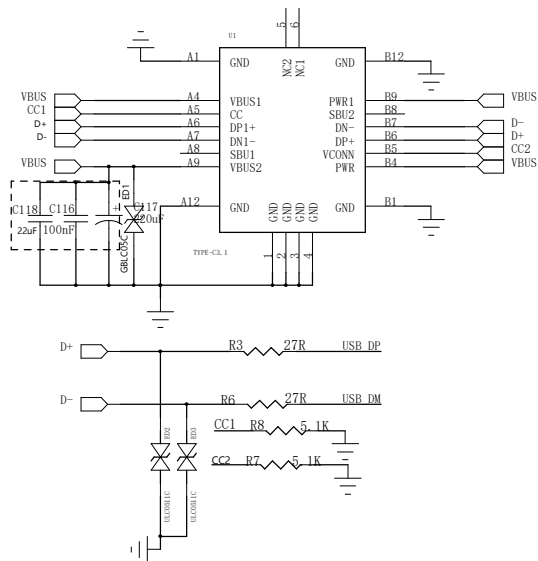 U1
5
6
NC2
NC1
A1
GND
GND
B12
VBUS
A4
VBUS1
PWR1
B9
VBUS
CC1
A5
CC
SBU2
B8
D+
A6
DP1+
DN-
B7
D-
D-
A7
DN1-
DP+
B6
D+
A8
SBU1
VCONN
B5
CC2
VBUS
A9
VBUS2
PWR
B4
VBUS
ED1
C118
C116
+
C117
A12
GND
GND
B1
22uF
100nF
220uF
GBLC05C
GND
GND
GND
GND
TYPE-C3.1
1
2
3
4
D+
R3
27R
USB_DP
D-
R6
27R
USB_DM
CC1
R8
5.1K
ED2
ED3
CC2
R7
5.1K
ULC0511C
ULC0511C